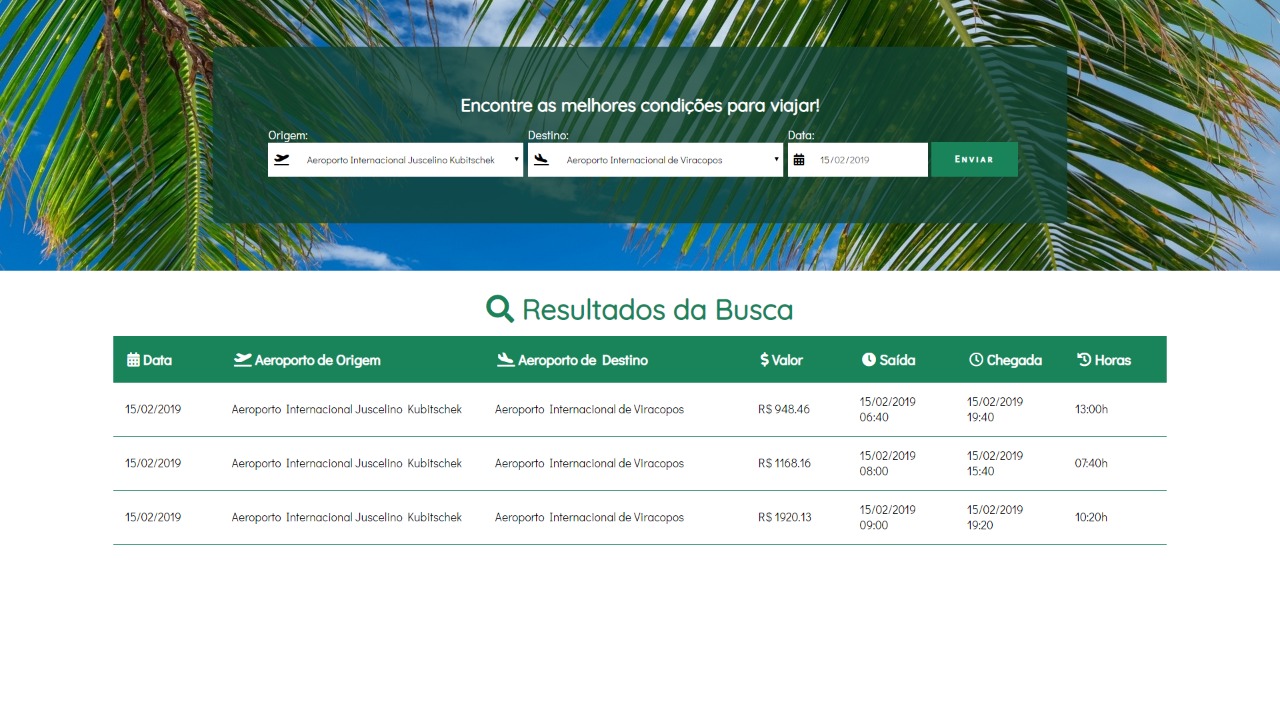 Encontre as melhores condições para viajar!
Origem: Destino: Data:
Aeroporto Internacional Juscelino Kubitschek Aeroporto Internacional de Viracopos 15/02/2019 ENVIAR
Resultados da Busca
Data Aeroporto de Origem Aeroporto de Destino Valor Saída Chegada Horas
15/02/2019 Aeroporto Internacional Juscelino Kubitschek Aeroporto Internacional de Viracopos R$ 948.46 15/02/2019 06:40 15/02/2019 19:40 13:00h
15/02/2019 Aeroporto Internacional Juscelino Kubitschek Aeroporto Internacional de Viracopos R$ 1168.16 15/02/2019 08:00 15/02/2019 15:40 07:40h
15/02/2019 Aeroporto Internacional Juscelino Kubitschek Aeroporto Internacional de Viracopos R$ 1920.13 15/02/2019 09:00 15/02/2019 19:20 10:20h